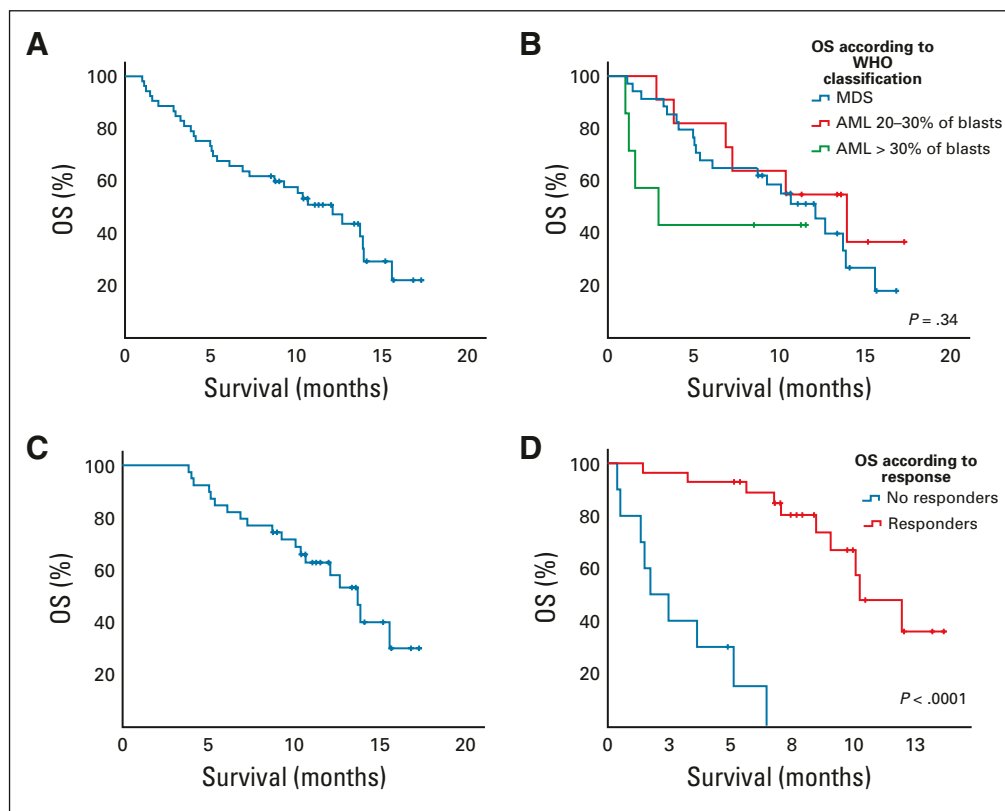 A
OS (%)
100
80
60
40
20
0
5
10
15
20
Survival (months)
B
OS according to
WHO
classification
MDS
AML 20–30% of blasts
AML > 30% of blasts
OS (%)
100
80
60
40
20
P = .34
0
5
10
15
20
Survival (months)
C
OS (%)
100
80
60
40
20
0
5
10
15
20
Survival (months)
D
OS according to
response
No responders
Responders
OS (%)
100
80
60
40
20
P < .0001
0
3
5
8
10
13
Survival (months)